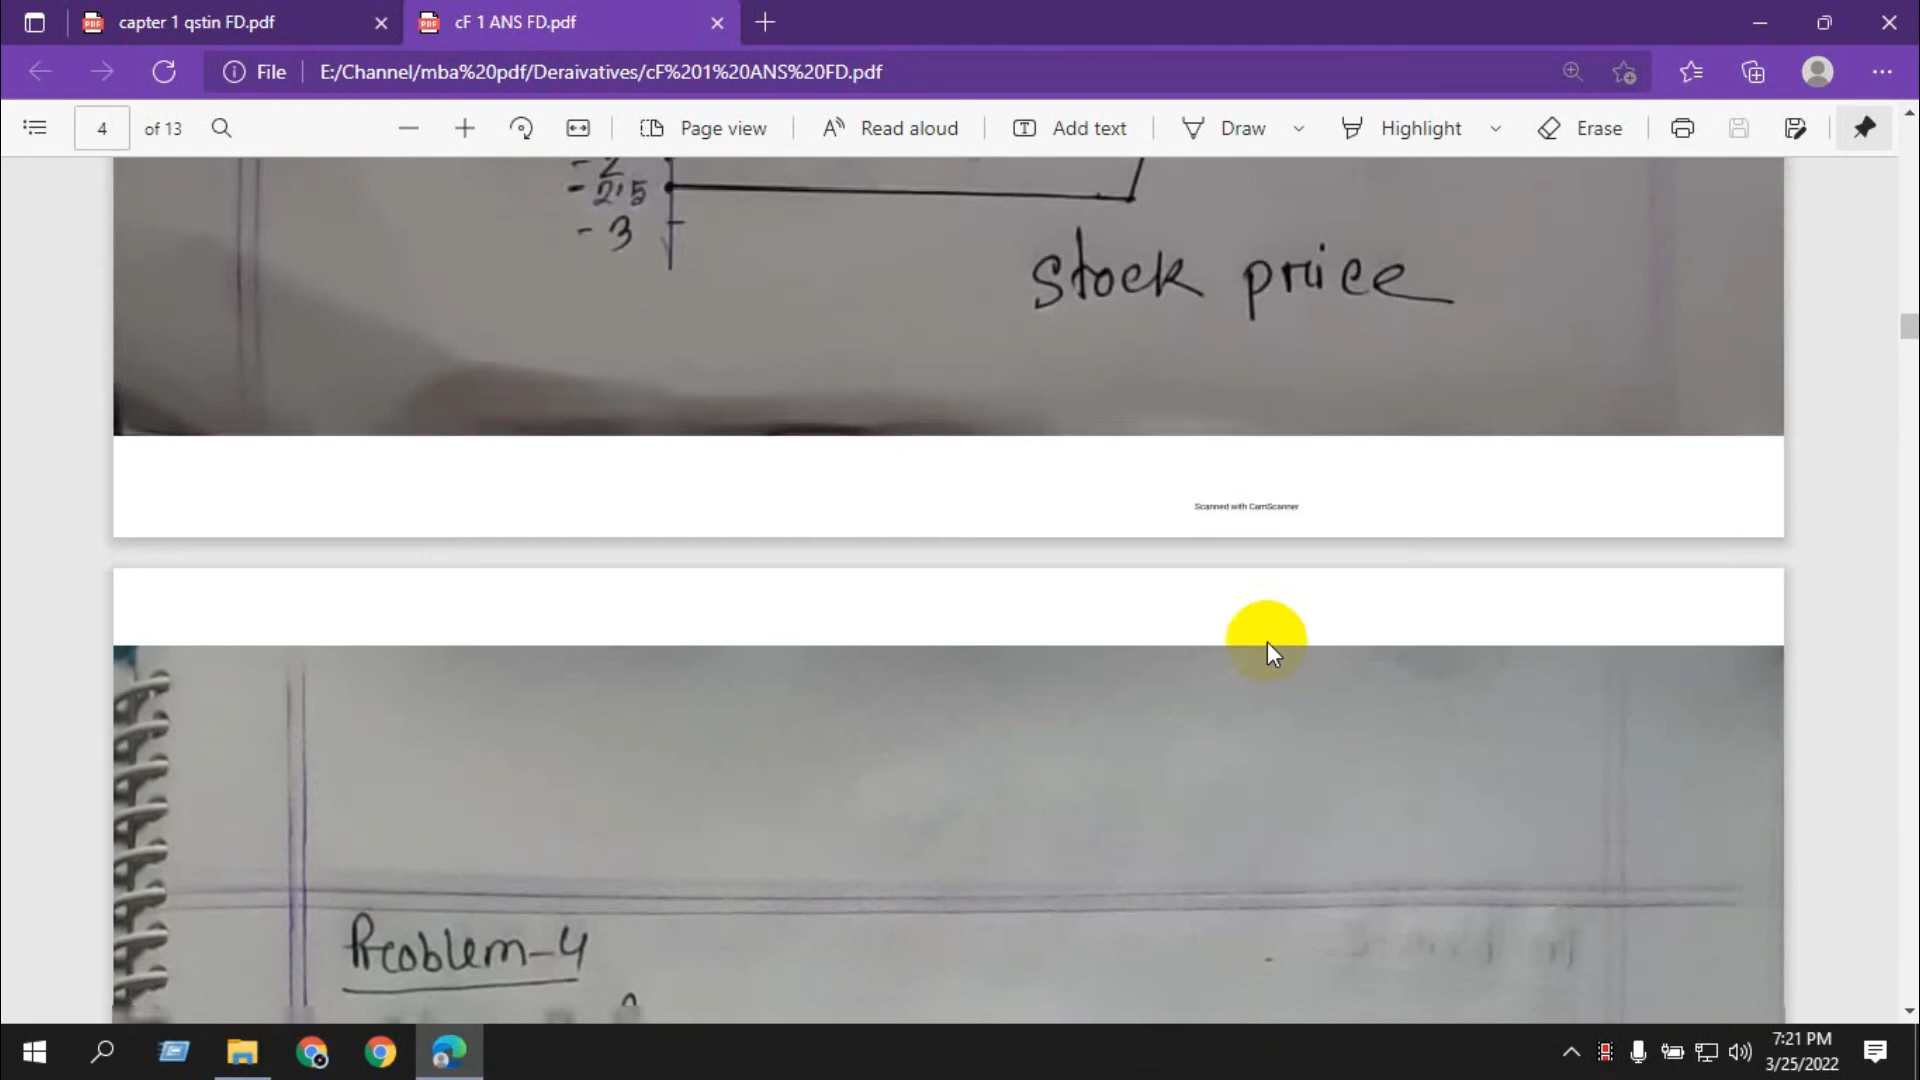 capter 1 qstin FD.pdf
cF 1 ANS FD.pdf
File
E:/Channel/mba%20pdf/Deraivatives/cF%201%20ANS%20FD.pdf
4 of 13
Page view
Read aloud
Add text
Draw
Highlight
Erase
- 2
- 2.5
- 3
Stock price
Scanned with CamScanner
Problem-4
7:21 PM
3/25/2022